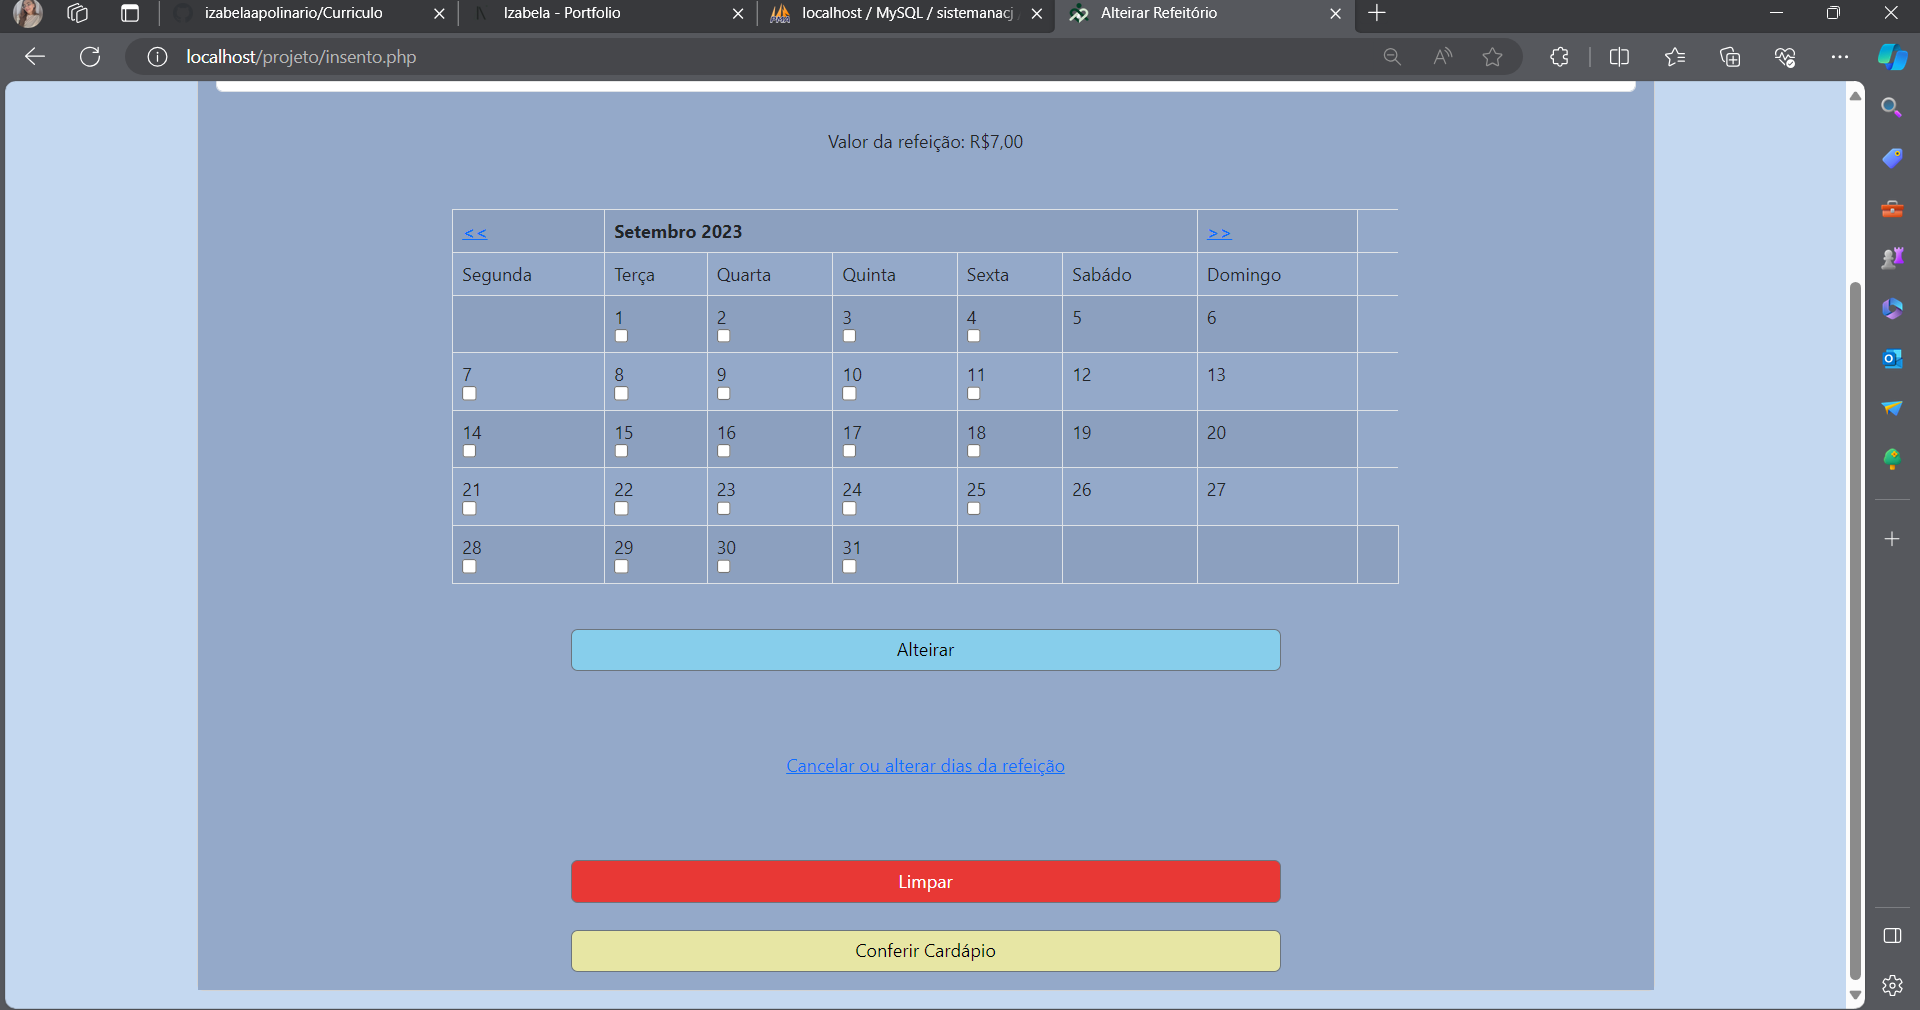 izabelaapolinario/Curriculo
Izabela - Portfolio
localhost / MySQL / sistemanacj
Alteirar Refeitório
localhost/projeto/insento.php
Valor da refeição: R$7,00
<< Setembro 2023 >>
Segunda Terça Quarta Quinta Sexta Sabádo Domingo
1 2 3 4 5 6
7 8 9 10 11 12 13
14 15 16 17 18 19 20
21 22 23 24 25 26 27
28 29 30 31
Alteirar
Cancelar ou alterar dias da refeição
Limpar
Conferir Cardápio